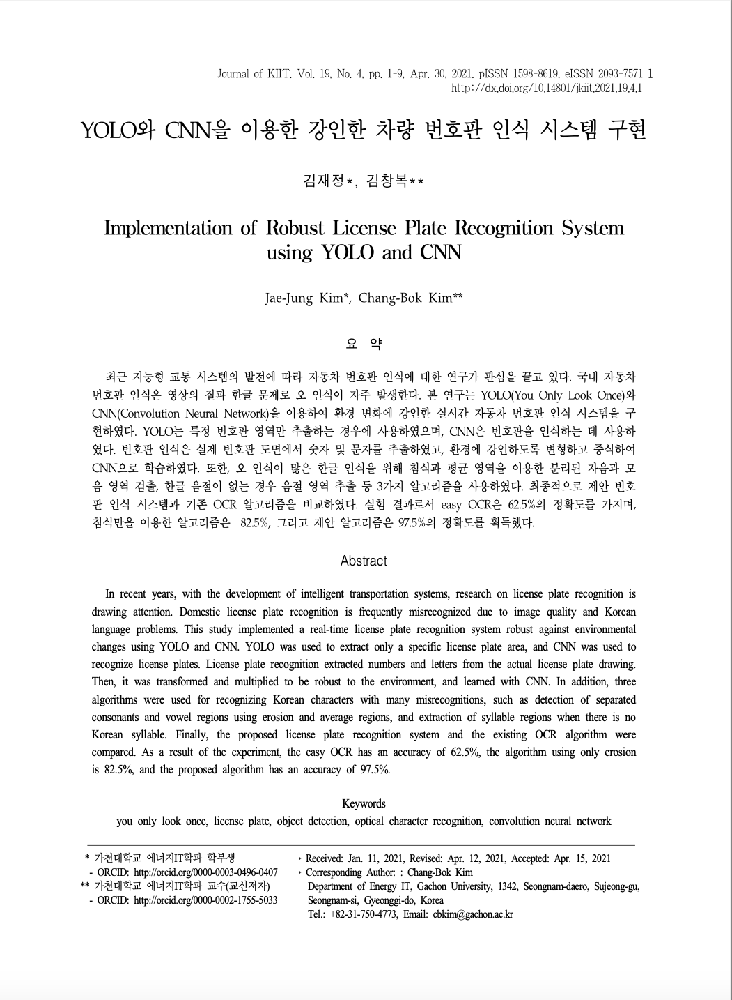 Journal of KIIT. Vol. 19, No. 4, pp. 1-9, Apr. 30, 2021. pISSN 1598-8619, eISSN 2093-7571 1
http://dx.doi.org/10.14801/jkiit.2021.19.4.1
YOLO와 CNN을 이용한 강인한 차량 번호판 인식 시스템 구현
김재정*, 김창복**
Implementation of Robust License Plate Recognition System
using YOLO and CNN
Jae-Jung Kim*, Chang-Bok Kim**
요 약
최근 지능형 교통 시스템의 발전에 따라 자동차 번호판 인식에 대한 연구가 관심을 끌고 있다. 국내 자동차
번호판 인식은 영상의 질과 한글 문제로 오 인식이 자주 발생한다. 본 연구는 YOLO(You Only Look Once)와
CNN(Convolution Neural Network)을 이용하여 환경 변화에 강인한 실시간 자동차 번호판 인식 시스템을 구
현하였다. YOLO는 특정 번호판 영역만 추출하는 경우에 사용하였으며, CNN은 번호판을 인식하는 데 사용하
였다. 번호판 인식은 실제 번호판 도면에서 숫자 및 문자를 추출하였고, 환경에 강인하도록 변형하고 증식하여
CNN으로 학습하였다. 또한, 오 인식이 많은 한글 인식을 위해 침식과 평균 영역을 이용한 분리된 자음과 모
음 영역 검출, 한글 음절이 없는 경우 음절 영역 추출 등 3가지 알고리즘을 사용하였다. 최종적으로 제안 번호
판 인식 시스템과 기존 OCR 알고리즘을 비교하였다. 실험 결과로서 easy OCR은 62.5%의 정확도를 가지며,
침식만을 이용한 알고리즘은 82.5%, 그리고 제안 알고리즘은 97.5%의 정확도를 획득했다.
Abstract
In recent years, with the development of intelligent transportation systems, research on license plate recognition is
drawing attention. Domestic license plate recognition is frequently misrecognized due to image quality and Korean
language problems. This study implemented a real-time license plate recognition system robust against environmental
changes using YOLO and CNN. YOLO was used to extract only a specific license plate area, and CNN was used to
recognize license plates. License plate recognition extracted numbers and letters from the actual license plate drawing.
Then, it was transformed and multiplied to be robust to the environment, and learned with CNN. In addition, three
algorithms were used for recognizing Korean characters with many misrecognitions, such as detection of separated
consonants and vowel regions using erosion and average regions, and extraction of syllable regions when there is no
Korean syllable. Finally, the proposed license plate recognition system and the existing OCR algorithm were
compared. As a result of the experiment, the easy OCR has an accuracy of 62.5%, the algorithm using only erosion
is 82.5%, and the proposed algorithm has an accuracy of 97.5%.
Keywords
you only look once, license plate, object detection, optical character recognition, convolution neural network
* 가천대학교 에너지IT학과 학부생
- ORCID: http://orcid.org/0000-0003-0496-0407
** 가천대학교 에너지IT학과 교수(교신저자)
- ORCID: http://orcid.org/0000-0002-1755-5033
· Received: Jan. 11, 2021, Revised: Apr. 12, 2021, Accepted: Apr. 15, 2021
· Corresponding Author: : Chang-Bok Kim
Department of Energy IT, Gachon University, 1342, Seongnam-daero, Sujeong-gu,
Seongnam-si, Gyeonggi-do, Korea
Tel.: +82-31-750-4773, Email: cbkim@gachon.ac.kr